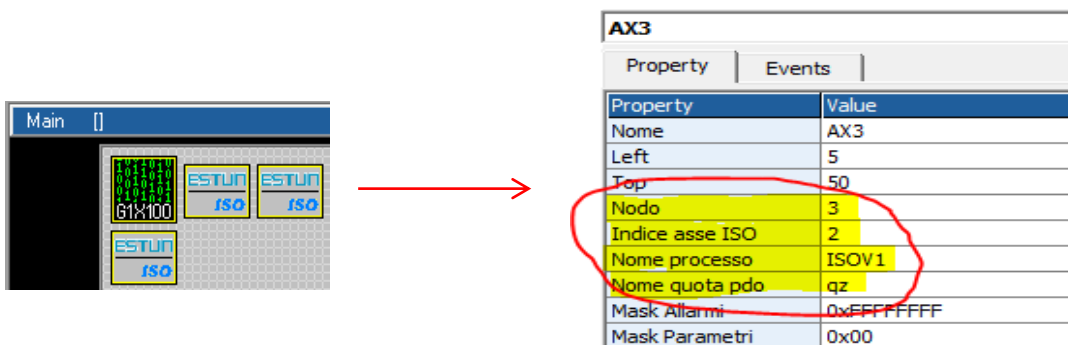 Main []
1011010
G1X100
ESTUN
ISO
ESTUN
ISO
ESTUN
ISO
AX3
Property Events
Property Value
Nome AX3
Left 5
Top 50
Nodo 3
Indice asse ISO 2
Nome processo ISOV1
Nome quota pdo qz
Mask Allarmi 0xFFFFFFFF
Mask Parametri 0x00